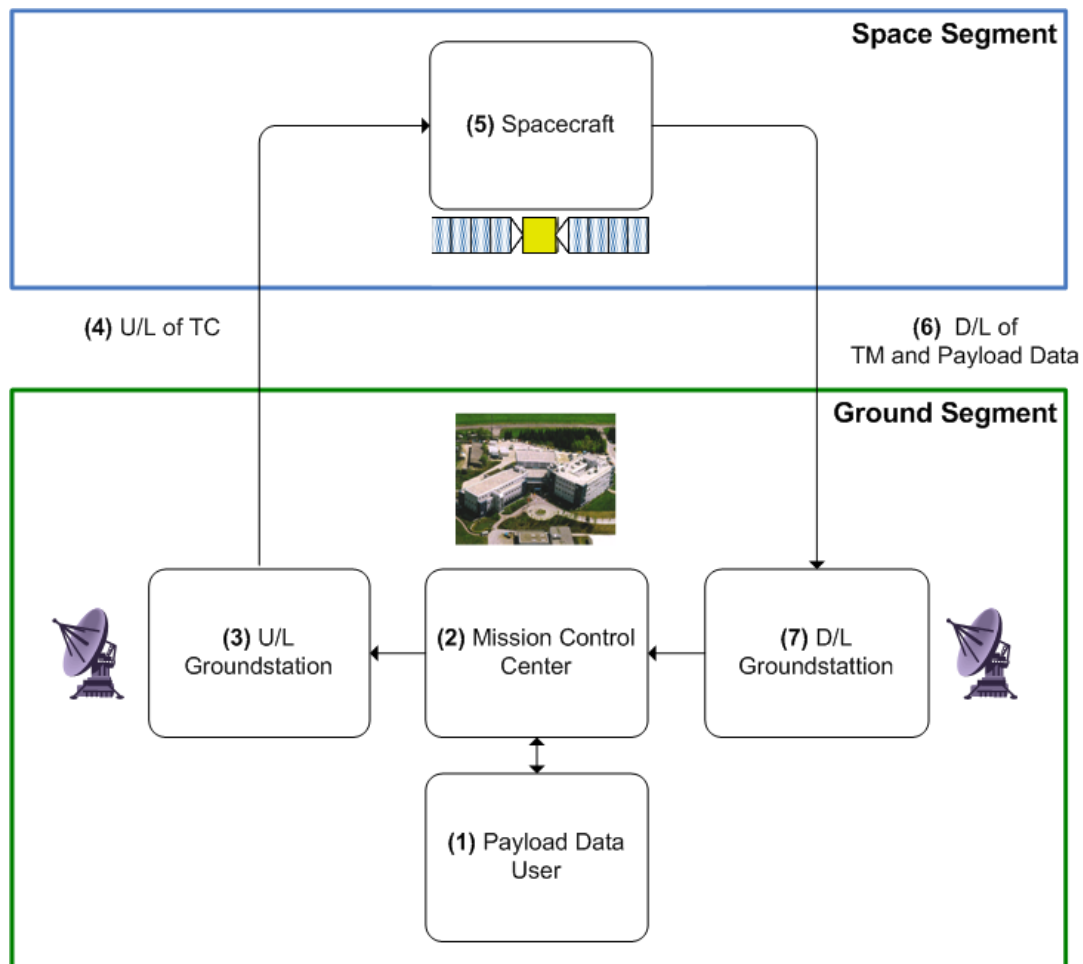 Space Segment
(5) Spacecraft
(4) U/L of TC
(6) D/L of
TM and Payload Data
Ground Segment
(3) U/L
Groundstation
(2) Mission Control
Center
(7) D/L
Groundstattion
(1) Payload Data
User